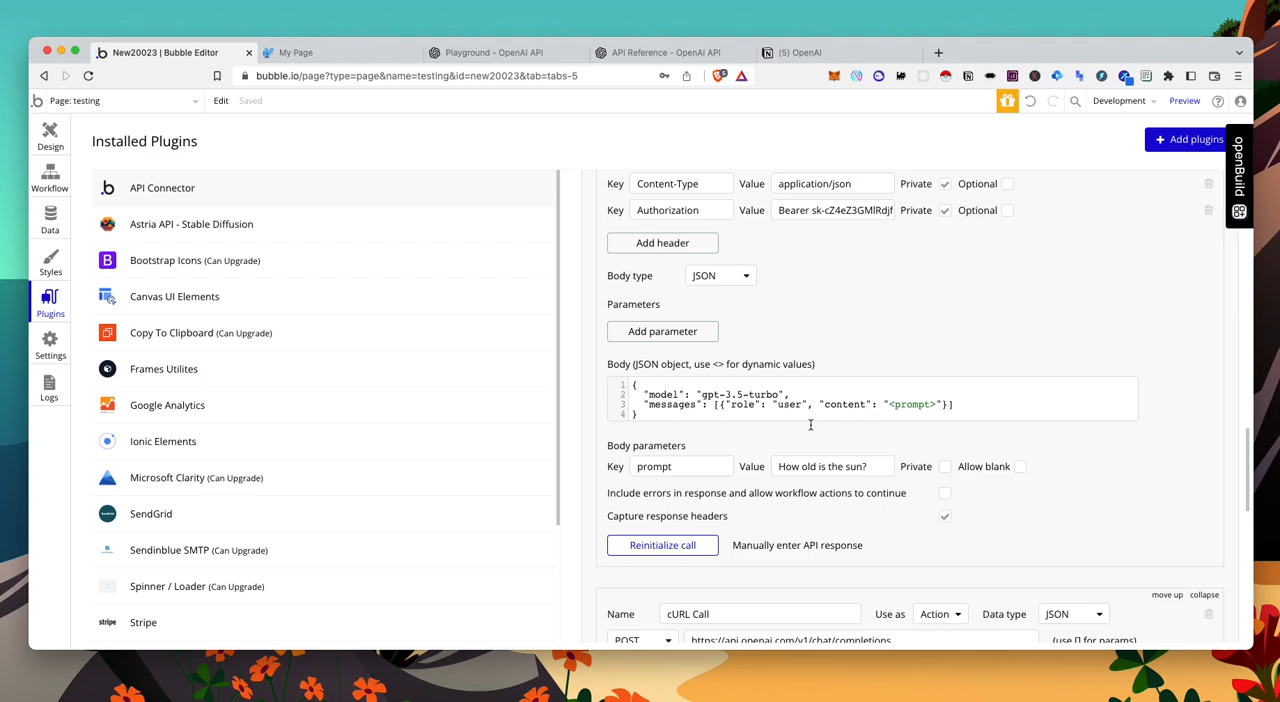 New20023 | Bubble Editor
My Page
Playground - OpenAI API
API Reference - OpenAI API
(5) OpenAI
bubble.io/page?type=page&name=testing&id=new20023&tab=tabs-5
Page: testing
Edit
Saved
Development
Preview
Design
Workflow
Data
Styles
Plugins
Settings
Logs
Installed Plugins
Add plugins
openBuild
API Connector
Astria API - Stable Diffusion
Bootstrap Icons (Can Upgrade)
Canvas UI Elements
Copy To Clipboard (Can Upgrade)
Frames Utilites
Google Analytics
Ionic Elements
Microsoft Clarity (Can Upgrade)
SendGrid
Sendinblue SMTP (Can Upgrade)
Spinner / Loader (Can Upgrade)
stripe Stripe
Key Content-Type Value application/json Private Optional
Key Authorization Value Bearer sk-cZ4eZ3GMlRdjf Private Optional
Add header
Body type JSON
Parameters
Add parameter
Body (JSON object, use <> for dynamic values)
1 {
2 "model": "gpt-3.5-turbo",
3 "messages": [{"role": "user", "content": "<prompt>"}]
4 }
Body parameters
Key prompt Value How old is the sun? Private Allow blank
Include errors in response and allow workflow actions to continue
Capture response headers
Reinitialize call Manually enter API response
move up collapse
Name cURL Call Use as Action Data type JSON
POST https://api.openai.com/v1/chat/completions (use [] for params)